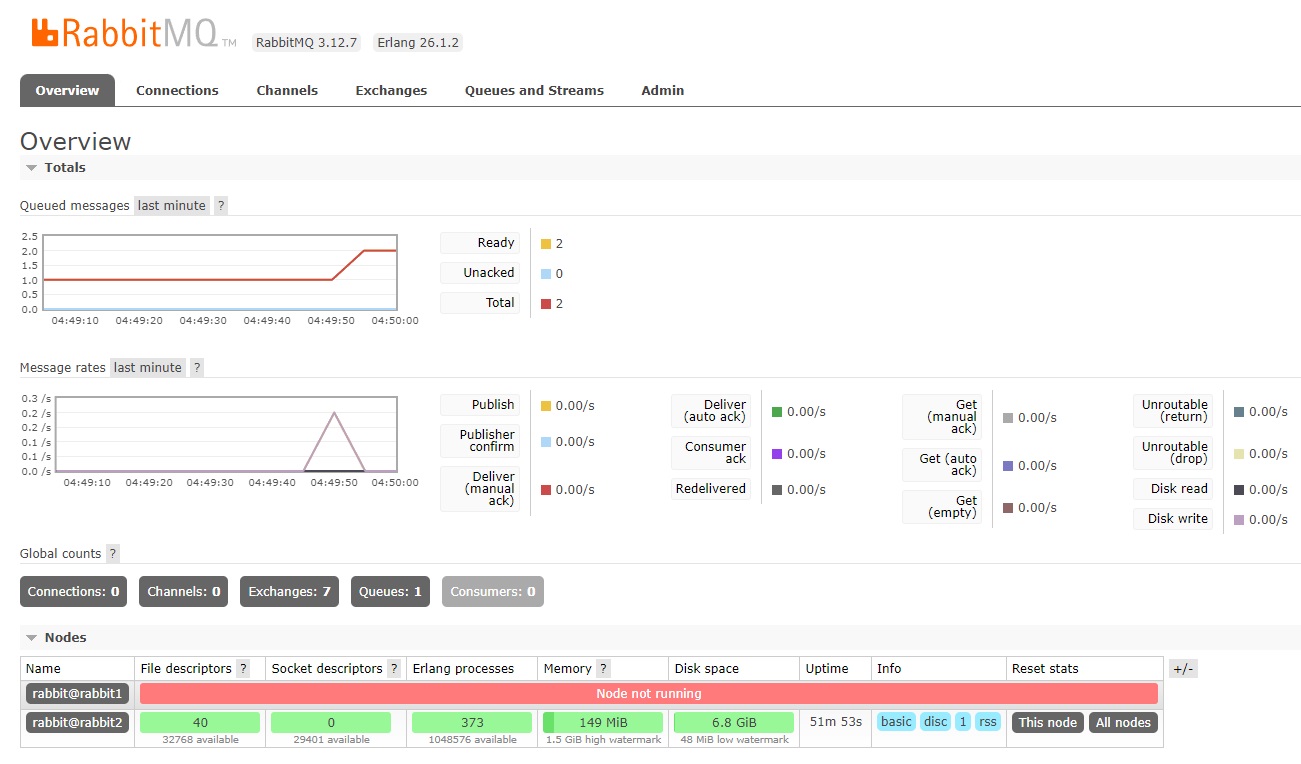 RabbitMQ TM RabbitMQ 3.12.7 Erlang 26.1.2
Overview Connections Channels Exchanges Queues and Streams Admin
Overview
Totals
Queued messages last minute ?
2.5
2.0
1.5
1.0
0.5
0.0
04:49:10 04:49:20 04:49:30 04:49:40 04:49:50 04:50:00
Ready 2
Unacked 0
Total 2
Message rates last minute ?
0.3 /s
0.2 /s
0.2 /s
0.1 /s
0.1 /s
0.0 /s
04:49:10 04:49:20 04:49:30 04:49:40 04:49:50 04:50:00
Publish 0.00/s
Publisher
confirm 0.00/s
Deliver
(manual
ack) 0.00/s
Deliver
(auto ack) 0.00/s
Consumer
ack 0.00/s
Redelivered 0.00/s
Get
(manual
ack) 0.00/s
Get (auto
ack) 0.00/s
Get
(empty) 0.00/s
Unroutable
(return) 0.00/s
Unroutable
(drop) 0.00/s
Disk read 0.00/s
Disk write 0.00/s
Global counts ?
Connections: 0 Channels: 0 Exchanges: 7 Queues: 1 Consumers: 0
Nodes
Name File descriptors ? Socket descriptors ? Erlang processes Memory ? Disk space Uptime Info Reset stats +/-
rabbit@rabbit1 Node not running
rabbit@rabbit2 40 0 373 149 MiB 6.8 GiB 51m 53s basic disc 1 rss This node All nodes
32768 available 29401 available 1048576 available 1.5 GiB high watermark 48 MiB low watermark